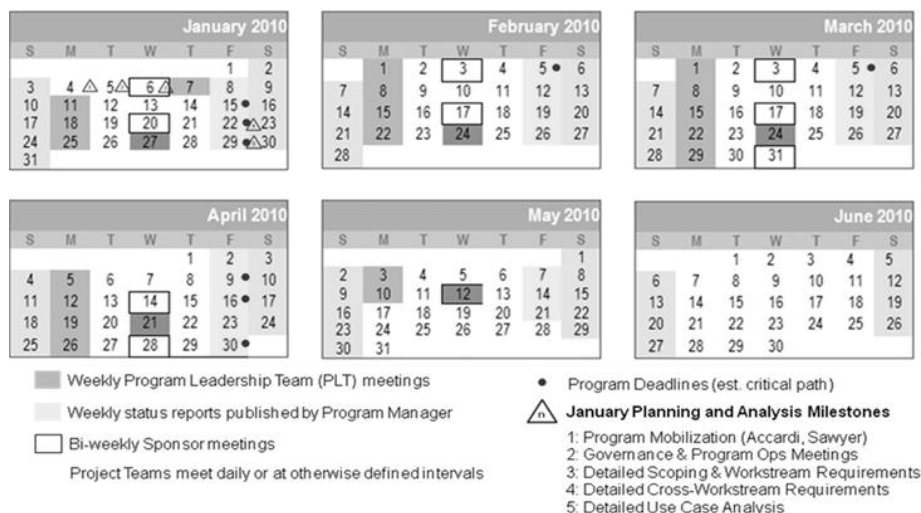 January 2010
S M T W T F S
1 2
3 4 5 6 7 8 9
10 11 12 13 14 15 16
17 18 19 20 21 22 23
24 25 26 27 28 29 30
31
February 2010
S M T W T F S
1 2 3 4 5 6
7 8 9 10 11 12 13
14 15 16 17 18 19 20
21 22 23 24 25 26 27
28
March 2010
S M T W T F S
1 2 3 4 5 6
7 8 9 10 11 12 13
14 15 16 17 18 19 20
21 22 23 24 25 26 27
28 29 30 31
April 2010
S M T W T F S
1 2 3
4 5 6 7 8 9 10
11 12 13 14 15 16 17
18 19 20 21 22 23 24
25 26 27 28 29 30
May 2010
S M T W T F S
1
2 3 4 5 6 7 8
9 10 11 12 13 14 15
16 17 18 19 20 21 22
23 24 25 26 27 28 29
30 31
June 2010
S M T W T F S
1 2 3 4 5
6 7 8 9 10 11 12
13 14 15 16 17 18 19
20 21 22 23 24 25 26
27 28 29 30
Weekly Program Leadership Team (PLT) meetings
Weekly status reports published by Program Manager
Bi-weekly Sponsor meetings
Project Teams meet daily or at otherwise defined intervals
Program Deadlines (est. critical path)
n January Planning and Analysis Milestones
1: Program Mobilization (Accardi, Sawyer)
2: Governance & Program Ops Meetings
3: Detailed Scoping & Workstream Requirements
4: Detailed Cross-Workstream Requirements
5: Detailed Use Case Analysis